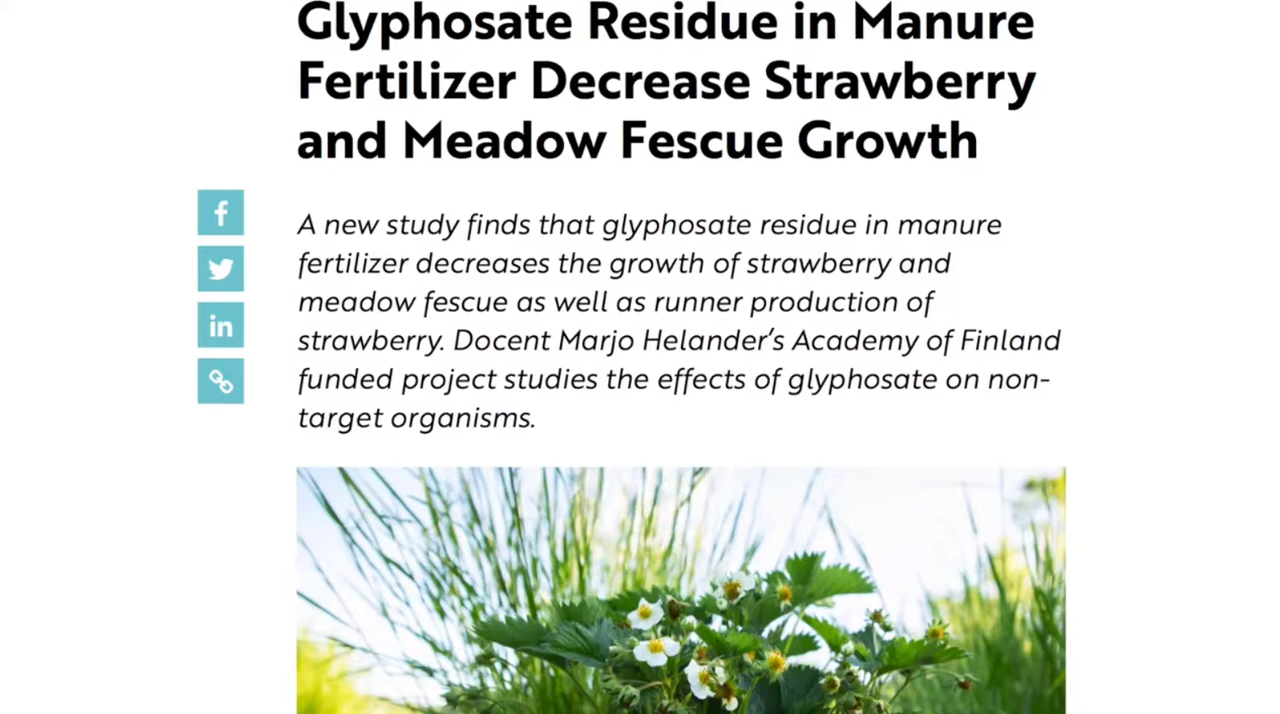 Glyphosate Residue in Manure
Fertilizer Decrease Strawberry
and Meadow Fescue Growth
A new study finds that glyphosate residue in manure
fertilizer decreases the growth of strawberry and
meadow fescue as well as runner production of
strawberry. Docent Marjo Helander’s Academy of Finland
funded project studies the effects of glyphosate on non-
target organisms.